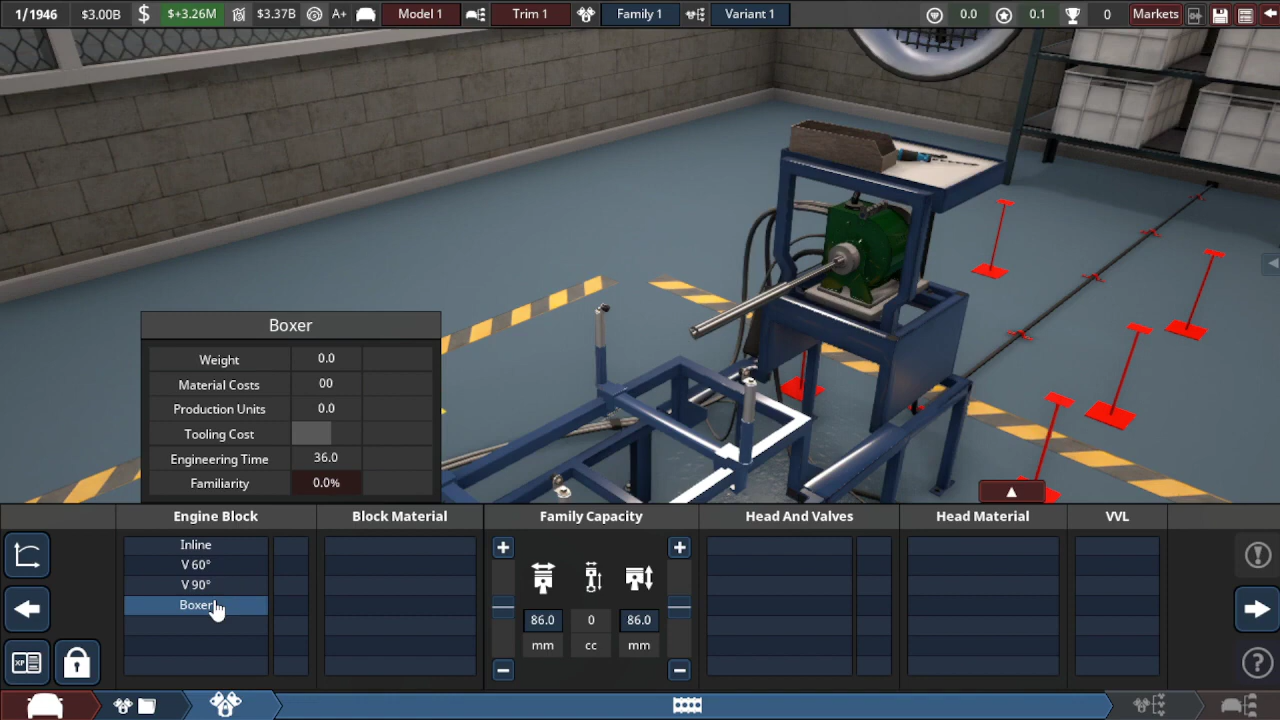 1/1946 $3.00B $+3.26M $3.37B A+ Model 1 Trim 1 Family 1 Variant 1 0.0 0.1 0 Markets
Boxer
Weight 0.0
Material Costs 00
Production Units 0.0
Tooling Cost
Engineering Time 36.0
Familiarity 0.0%
Engine Block Block Material Family Capacity Head And Valves Head Material VVL
Inline
V 60°
V 90°
Boxer
86.0 0 86.0
mm cc mm
XP
?